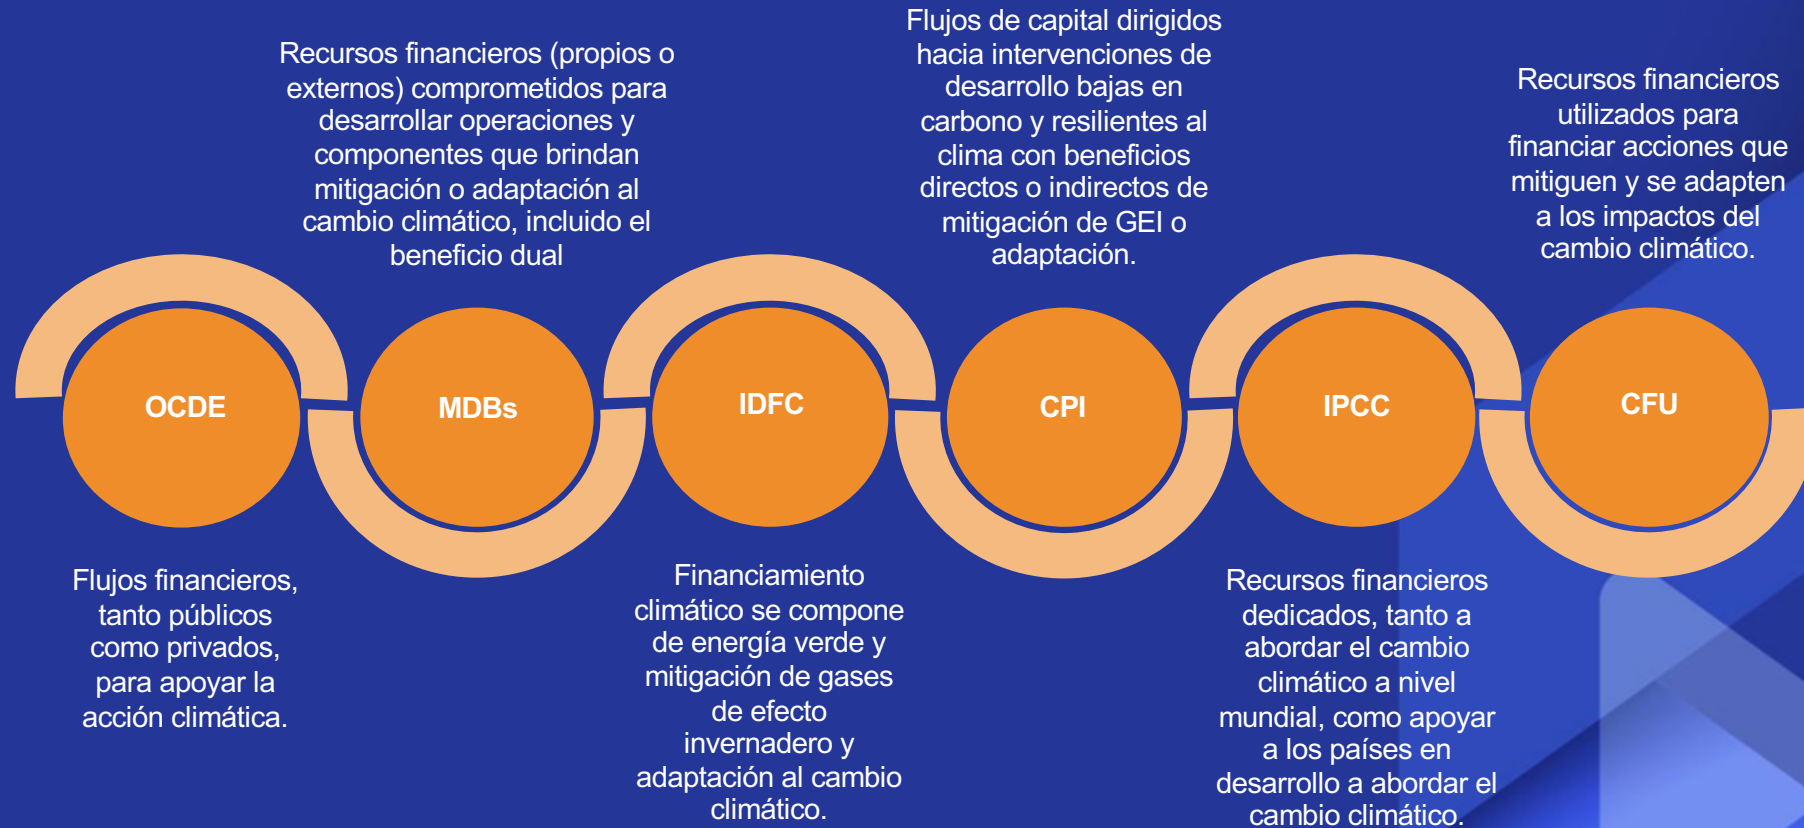 Flujos financieros,
tanto públicos
como privados,
para apoyar la
acción climática.
OCDE
Recursos financieros (propios o
externos) comprometidos para
desarrollar operaciones y
componentes que brindan
mitigación o adaptación al
cambio climático, incluido el
beneficio dual
MDBs
IDFC
Financiamiento
climático se compone
de energía verde y
mitigación de gases
de efecto
invernadero y
adaptación al cambio
climático.
Flujos de capital dirigidos
hacia intervenciones de
desarrollo bajas en
carbono y resilientes al
clima con beneficios
directos o indirectos de
mitigación de GEI o
adaptación.
CPI
IPCC
Recursos financieros
dedicados, tanto a
abordar el cambio
climático a nivel
mundial, como apoyar
a los países en
desarrollo a abordar el
cambio climático.
Recursos financieros
utilizados para
financiar acciones que
mitiguen y se adapten
a los impactos del
cambio climático.
CFU